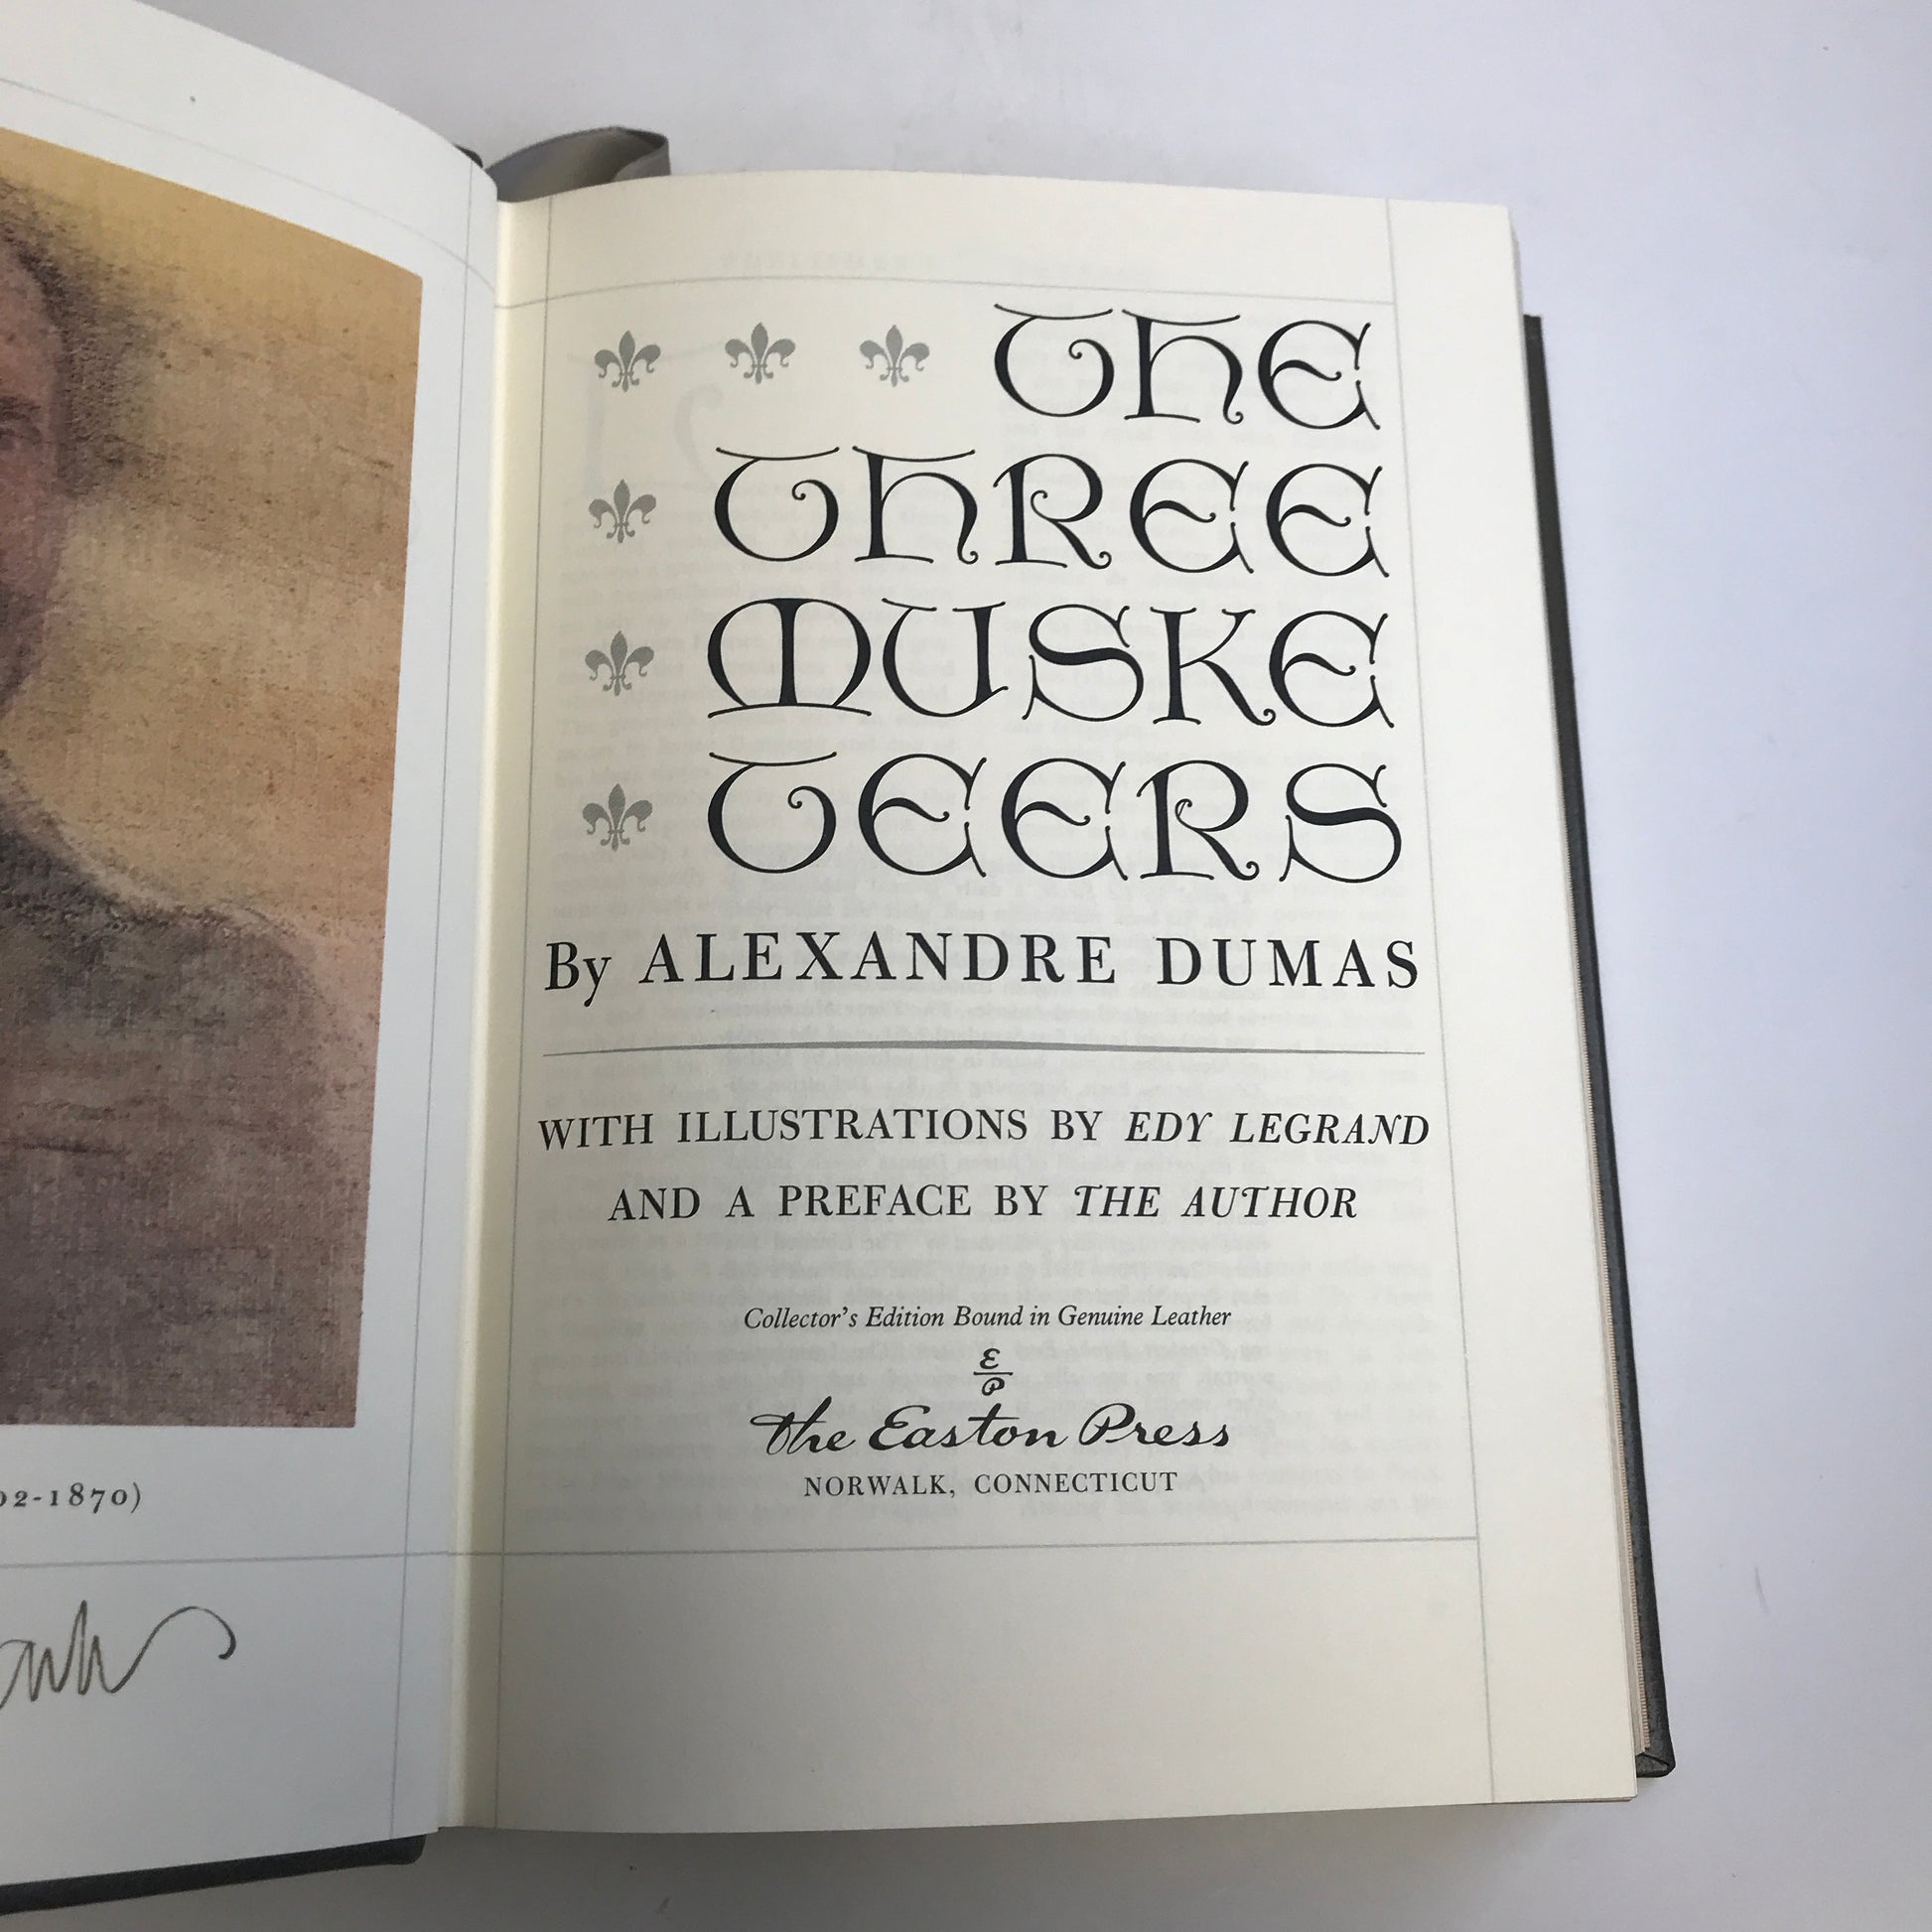 02-1870)
THE
THREE
MUSKE
TEERS
By ALEXANDRE DUMAS
WITH ILLUSTRATIONS BY EDY LEGRAND
AND A PREFACE BY THE AUTHOR
Collector's Edition Bound in Genuine Leather
E
P
The Easton Press
NORWALK, CONNECTICUT